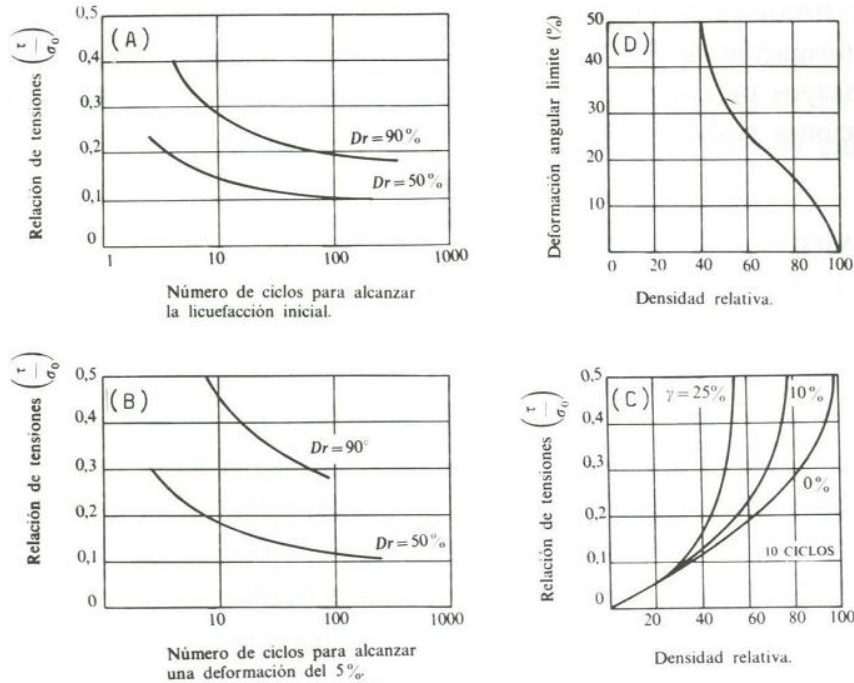 (A)
Relación de tensiones (τ/σ₀)
0,5
0,4
0,3
0,2
0,1
0
Dr = 90%
Dr = 50%
1
10
100
1000
Número de ciclos para alcanzar
la licuefacción inicial.
(D)
Deformación angular limite (%)
50
40
30
20
10
0
20
40
60
80
100
Densidad relativa.
(B)
Relación de tensiones (τ/σ₀)
0,5
0,4
0,3
0,2
0,1
0
Dr = 90°
Dr = 50%
10
100
1000
Número de ciclos para alcanzar
una deformación del 5%.
(C)
Relación de tensiones (τ/σ₀)
0,5
0,4
0,3
0,2
0,1
0
γ = 25%
10%
0%
10 CICLOS
20
40
60
80
100
Densidad relativa.